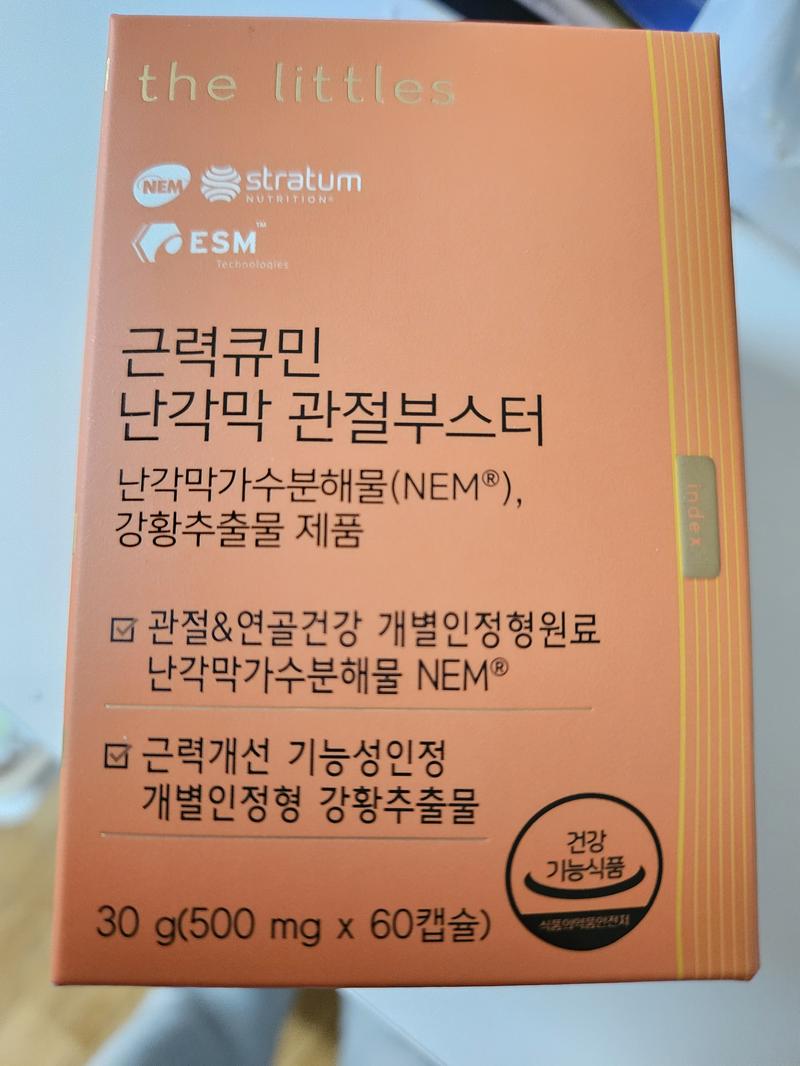 the littles
NEM stratum
NUTRITION®
ESM™
Technologies
근력큐민
난각막 관절부스터
난각막가수분해물(NEM®),
강황추출물 제품
index
관절&연골건강 개별인정형원료
난각막가수분해물 NEM®
근력개선 기능성인정
개별인정형 강황추출물
건강
기능식품
식품의약품안전처
30 g(500 mg x 60캡슐)